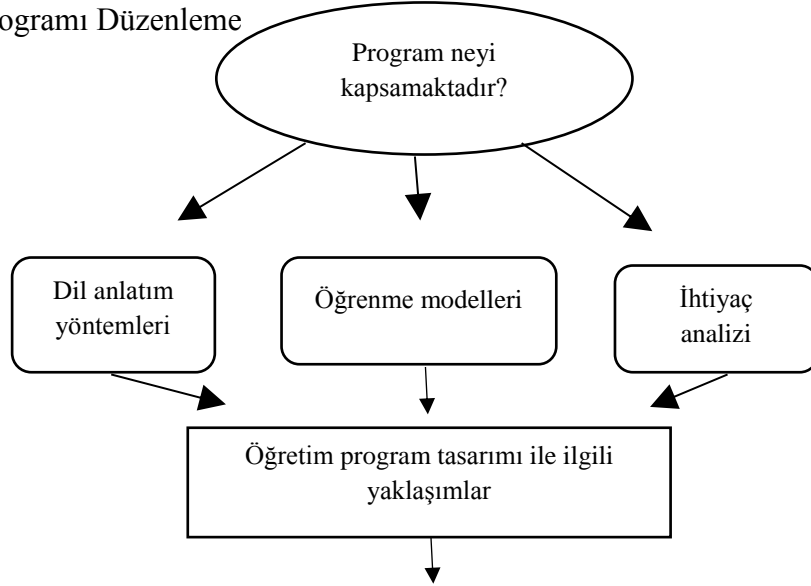 ogramı Düzenleme
Program neyi
kapsamaktadır?
Dil anlatım
yöntemleri
Öğrenme modelleri
İhtiyaç
analizi
Öğretim program tasarımı ile ilgili
yaklaşımlar